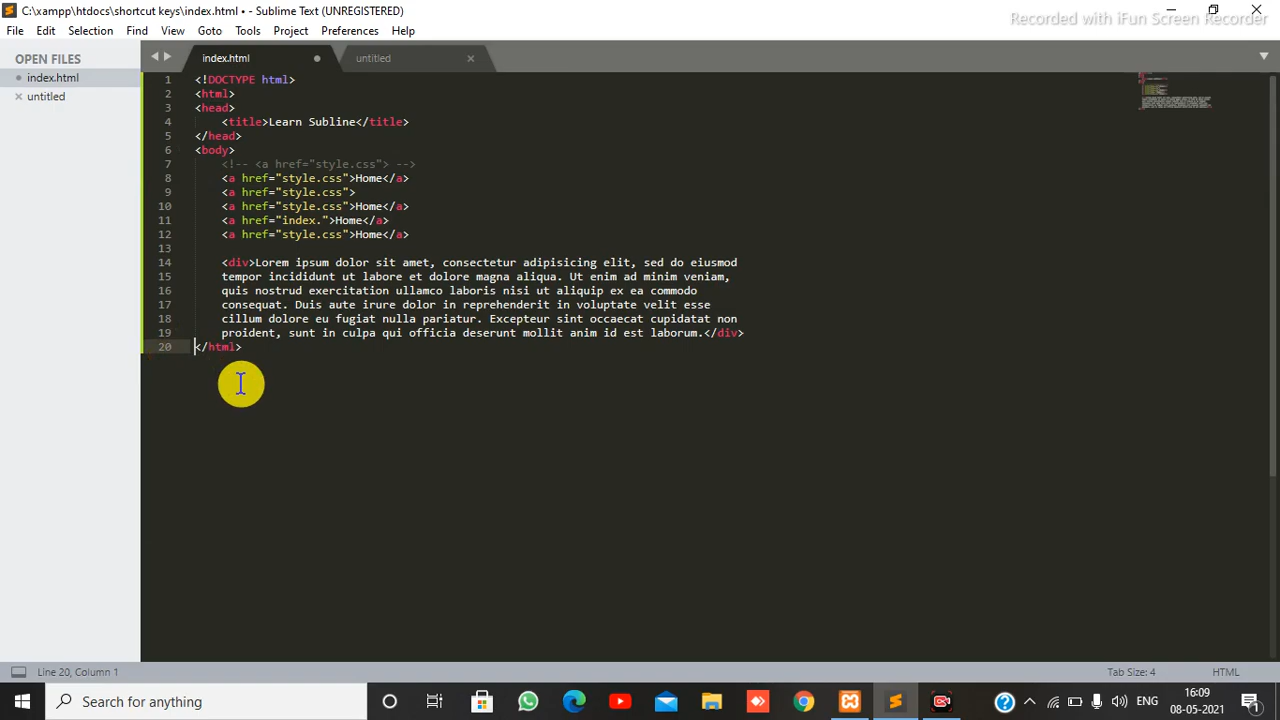 C:\xampp\htdocs\shortcut keys\index.html • - Sublime Text (UNREGISTERED)
Recorded with iFun Screen Recorder
File Edit Selection Find View Goto Tools Project Preferences Help
OPEN FILES
index.html
untitled
index.html untitled
1 <!DOCTYPE html>
2 <html>
3 <head>
4 <title>Learn Subline</title>
5 </head>
6 <body>
7 <!-- <a href="style.css"> -->
8 <a href="style.css">Home</a>
9 <a href="style.css">
10 <a href="style.css">Home</a>
11 <a href="index.">Home</a>
12 <a href="style.css">Home</a>
13
14 <div>Lorem ipsum dolor sit amet, consectetur adipisicing elit, sed do eiusmod
15 tempor incididunt ut labore et dolore magna aliqua. Ut enim ad minim veniam,
16 quis nostrud exercitation ullamco laboris nisi ut aliquip ex ea commodo
17 consequat. Duis aute irure dolor in reprehenderit in voluptate velit esse
18 cillum dolore eu fugiat nulla pariatur. Excepteur sint occaecat cupidatat non
19 proident, sunt in culpa qui officia deserunt mollit anim id est laborum.</div>
20 </html>
Line 20, Column 1 Tab Size: 4 HTML
Search for anything
ENG
16:09
08-05-2021
1